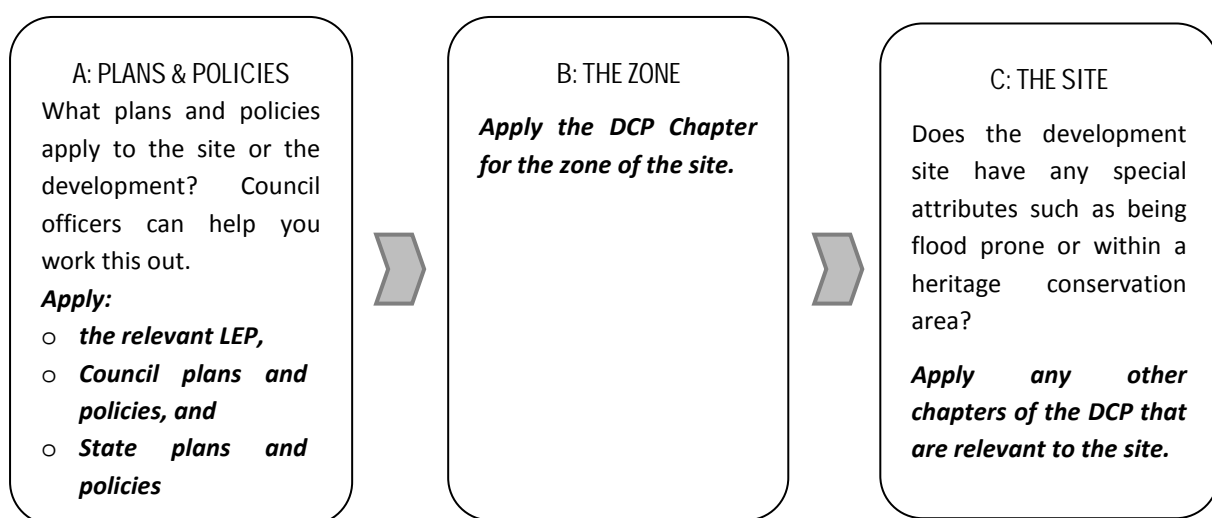 A: PLANS & POLICIES
What plans and policies
apply to the site or the
development? Council
officers can help you
work this out.
Apply:
o the relevant LEP,
o Council plans and
policies, and
o State plans and
policies
B: THE ZONE
Apply the DCP Chapter
for the zone of the site.
C: THE SITE
Does the development
site have any special
attributes such as being
flood prone or within a
heritage conservation
area?
Apply any other
chapters of the DCP that
are relevant to the site.